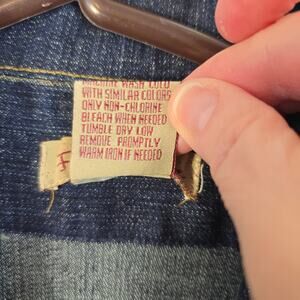 MACHINE WASH COLD
WITH SIMILAR COLORS
ONLY NON-CHLORINE
BLEACH WHEN NEEDED
TUMBLE DRY LOW
REMOVE PROMPTLY
WARM IRON IF NEEDED